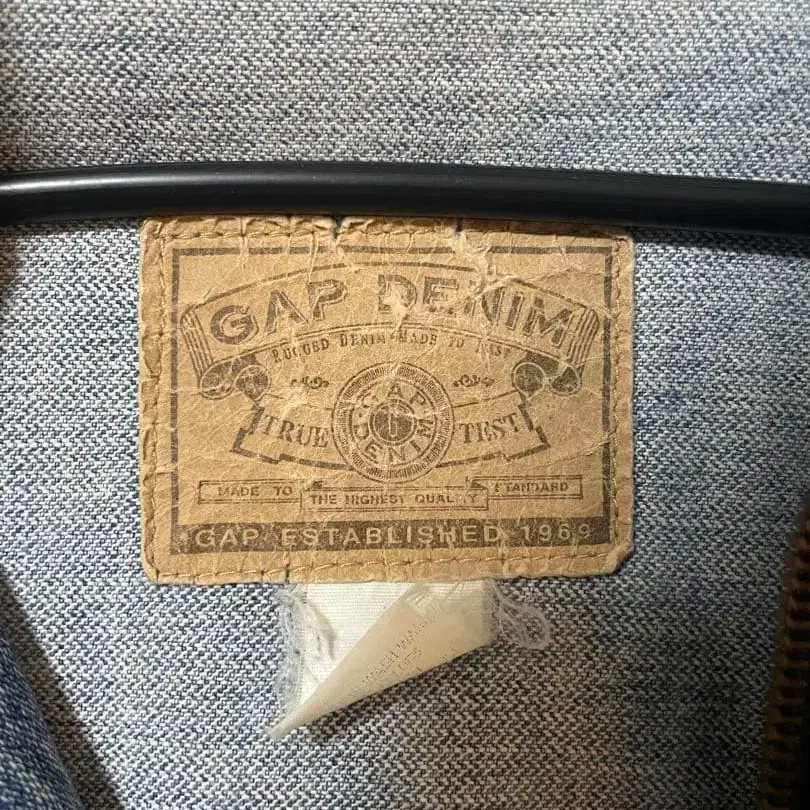 GAP DENIM
RUGGED DENIM MADE TO LAST
GAP
DENIM
TRUE TEST
MADE TO STANDARD
THE HIGHEST QUALITY
GAP ESTABLISHED 1969